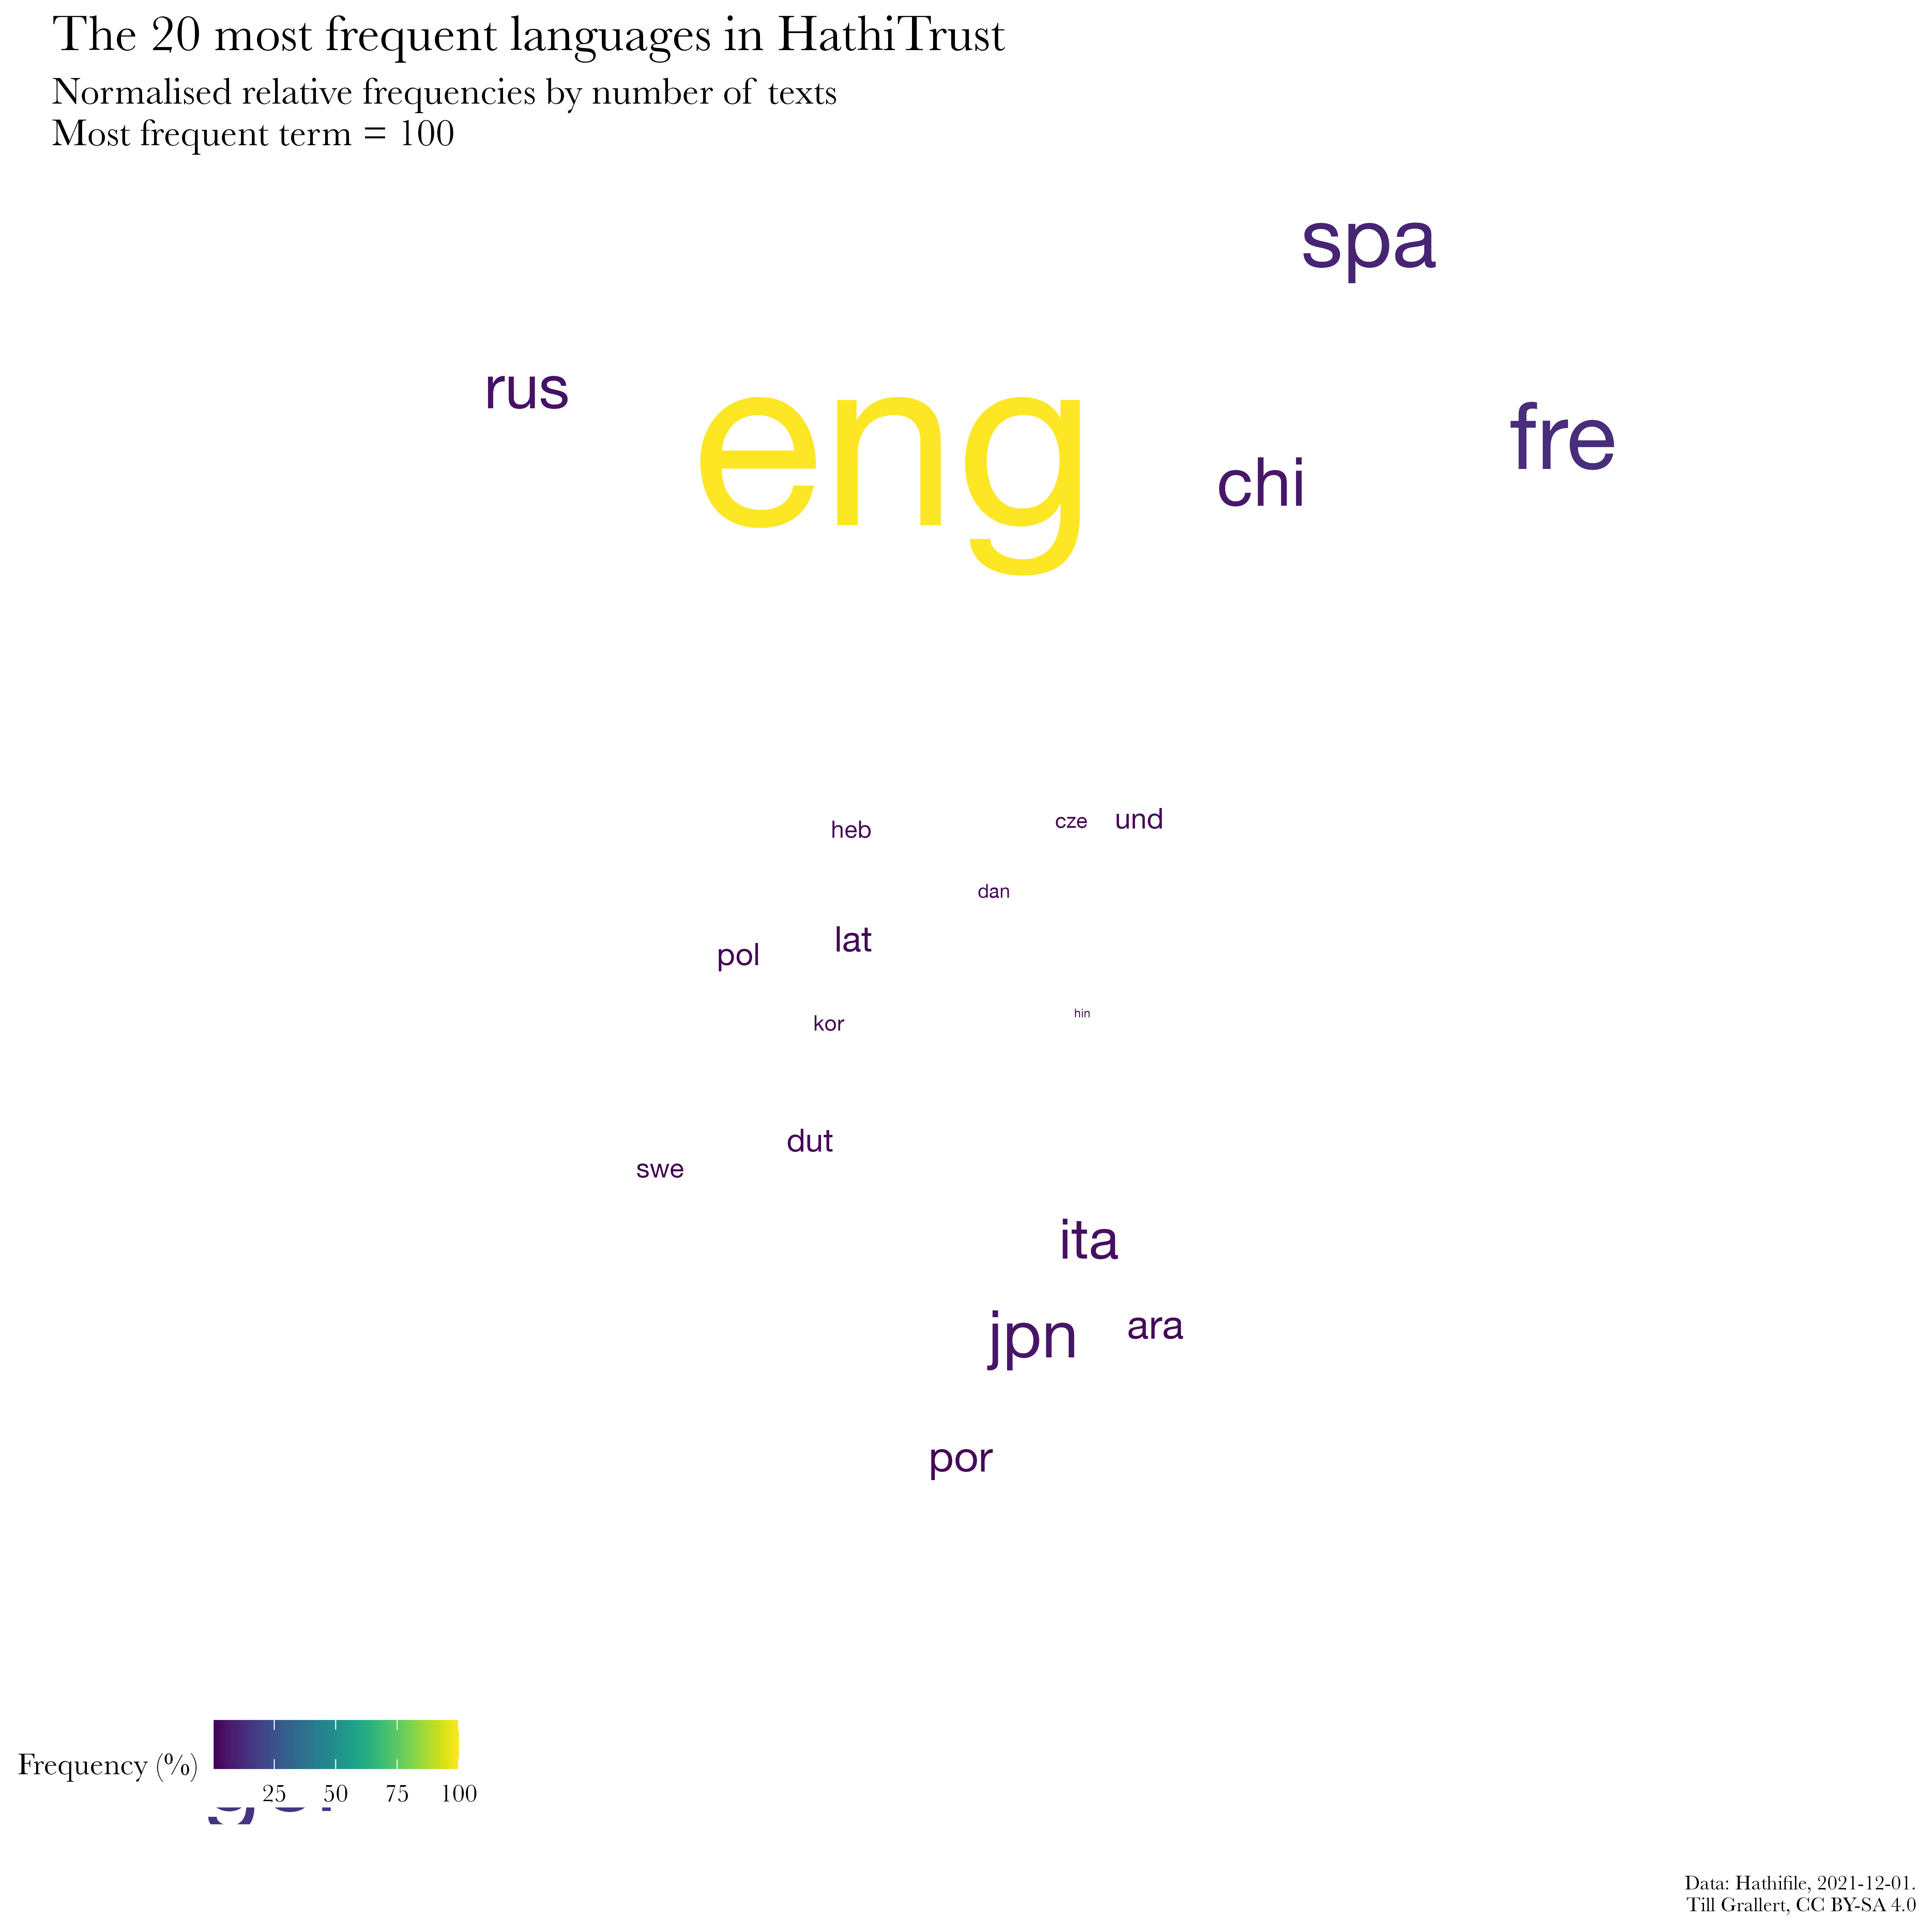 The 20 most frequent languages in HathiTrust
Normalised relative frequencies by number of texts
Most frequent term = 100
spa
rus
eng
fre
chi
heb
cze
und
dan
pol
lat
kor
hin
dut
swe
ita
jpn
ara
por
Frequency (%)
25 50 75 100
Data: Hathifile, 2021-12-01.
Till Grallert, CC BY-SA 4.0